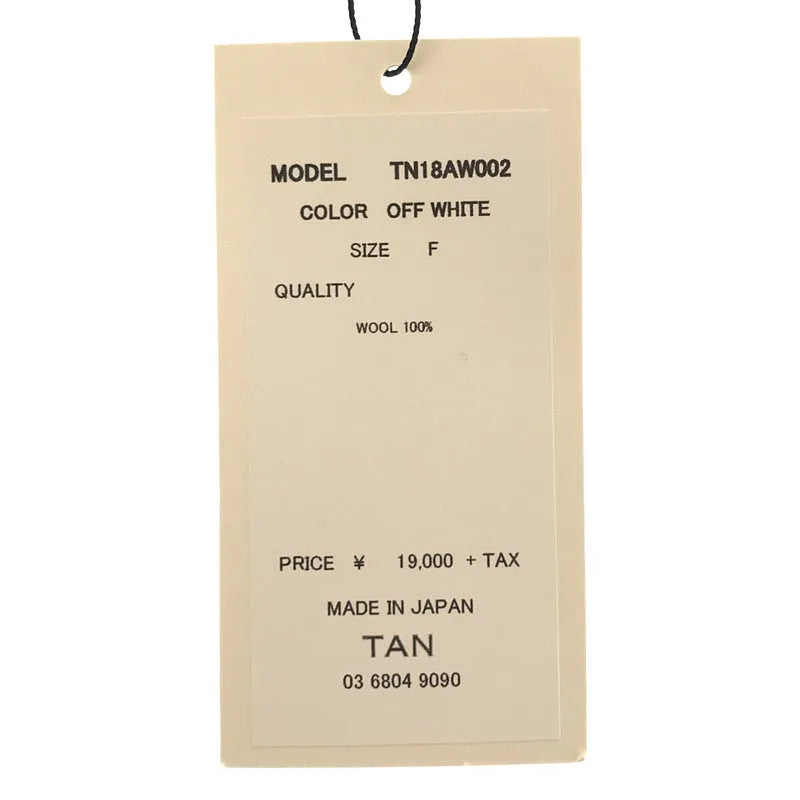 MODEL TN18AW002
COLOR OFF WHITE
SIZE F
QUALITY
WOOL 100%
PRICE ¥ 19,000 + TAX
MADE IN JAPAN
TAN
03 6804 9090